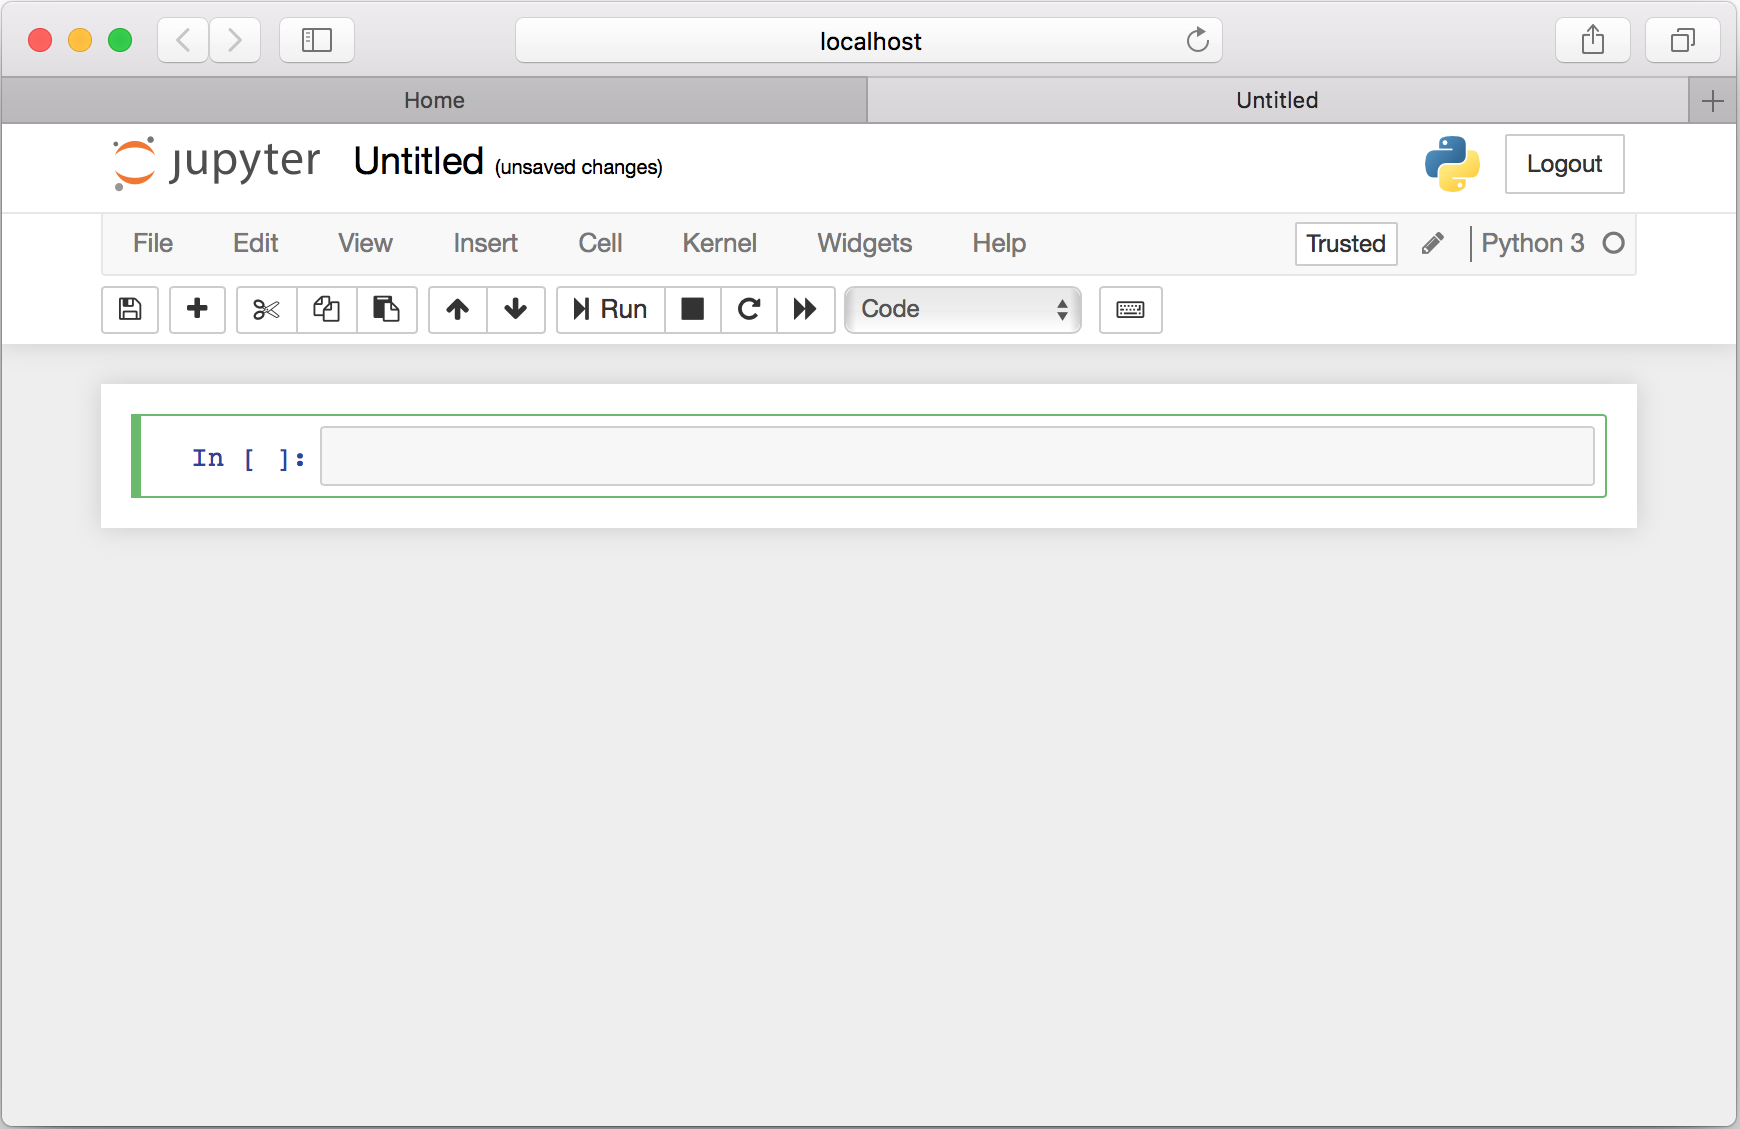 localhost
Home Untitled
jupyter Untitled (unsaved changes) Logout
File Edit View Insert Cell Kernel Widgets Help Trusted Python 3
Run Code
In [ ]: